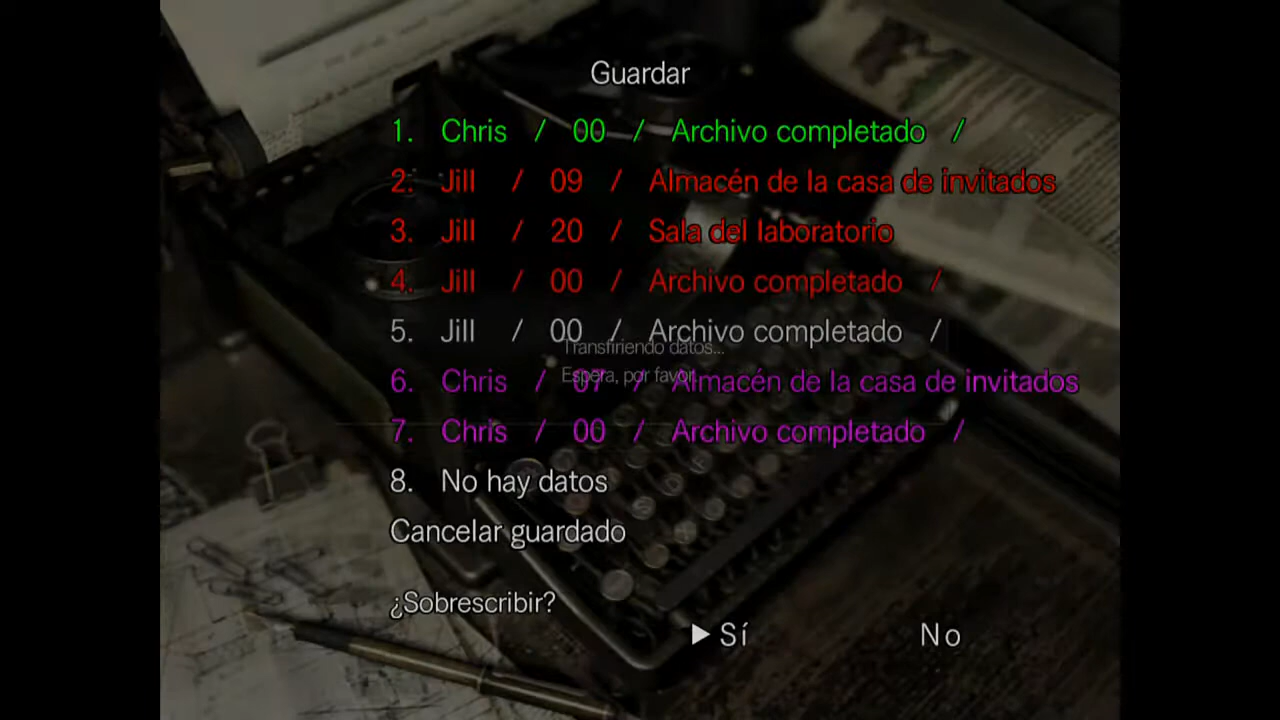 Guardar
1. Chris / 00 / Archivo completado /
2. Jill / 09 / Almacén de la casa de invitados
3. Jill / 20 / Sala del laboratorio
4. Jill / 00 / Archivo completado /
5. Jill / 00 / Archivo completado /
Transfiriendo datos...
Espera, por favor.
6. Chris / 07 / Almacén de la casa de invitados
7. Chris / 00 / Archivo completado /
8. No hay datos
Cancelar guardado
¿Sobrescribir?
▶ Sí No